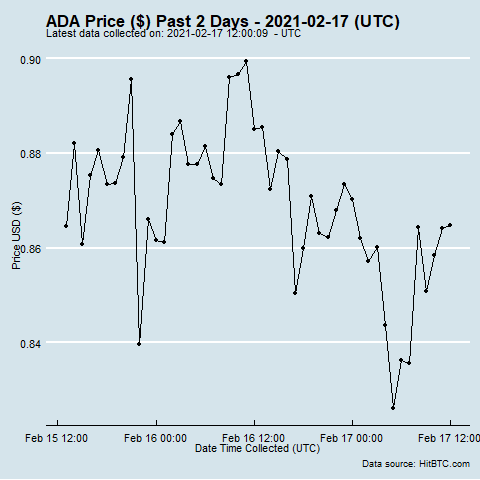 ADA Price ($) Past 2 Days - 2021-02-17 (UTC)
Latest data collected on: 2021-02-17 12:00:09 - UTC
0.90
0.88
0.86
0.84
Price USD ($)
Feb 15 12:00 Feb 16 00:00 Feb 16 12:00 Feb 17 00:00 Feb 17 12:00
Date Time Collected (UTC)
Data source: HitBTC.com